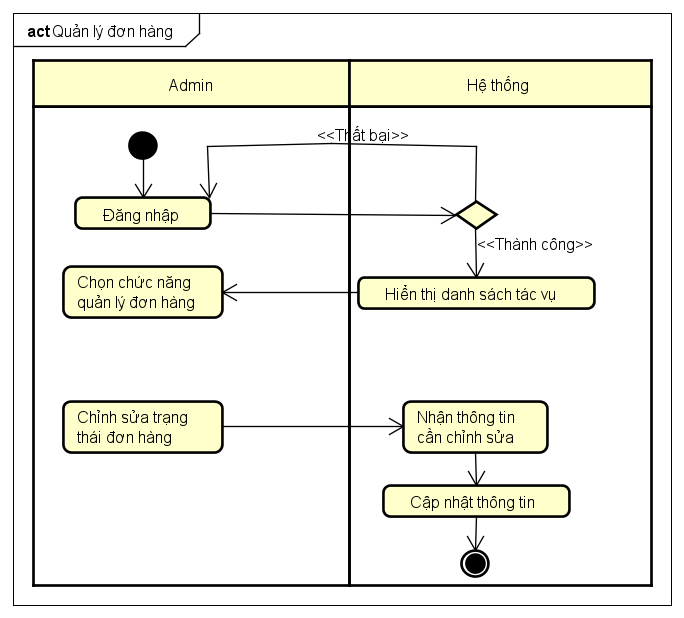 act Quản lý đơn hàng
Admin
Hệ thống
<<Thất bại>>
Đăng nhập
<<Thành công>>
Chọn chức năng
quản lý đơn hàng
Hiển thị danh sách tác vụ
Chỉnh sửa trạng
thái đơn hàng
Nhận thông tin
cần chỉnh sửa
Cập nhật thông tin